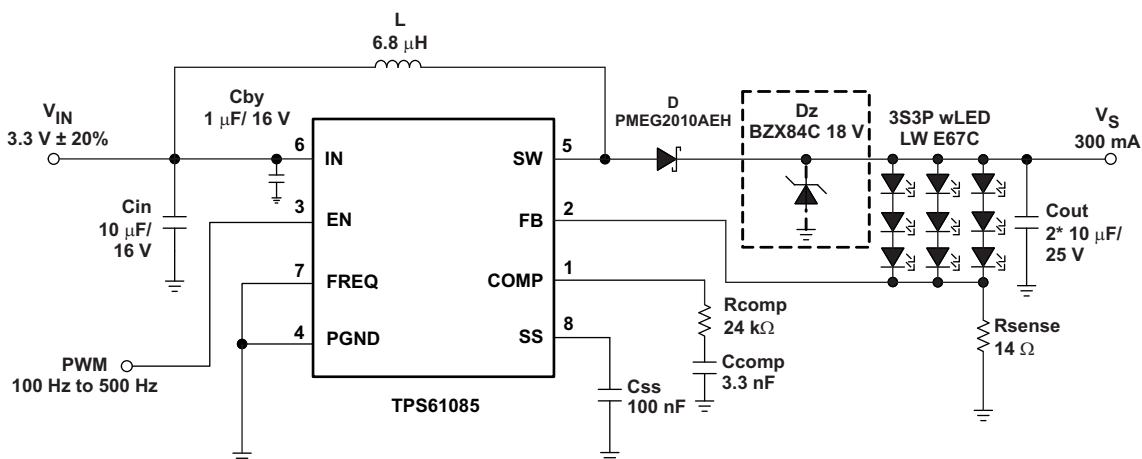 L
6.8 μH
VIN
3.3 V ± 20%
Cby
1 μF/ 16 V
D
PMEG2010AEH
Dz
BZX84C 18 V
3S3P wLED
LW E67C
VS
300 mA
6
IN
SW
5
Cin
10 μF/
16 V
3
EN
FB
2
Cout
2* 10 μF/
25 V
7
FREQ
COMP
1
Rcomp
24 kΩ
4
PGND
SS
8
Rsense
14 Ω
PWM
100 Hz to 500 Hz
Ccomp
3.3 nF
Css
100 nF
TPS61085